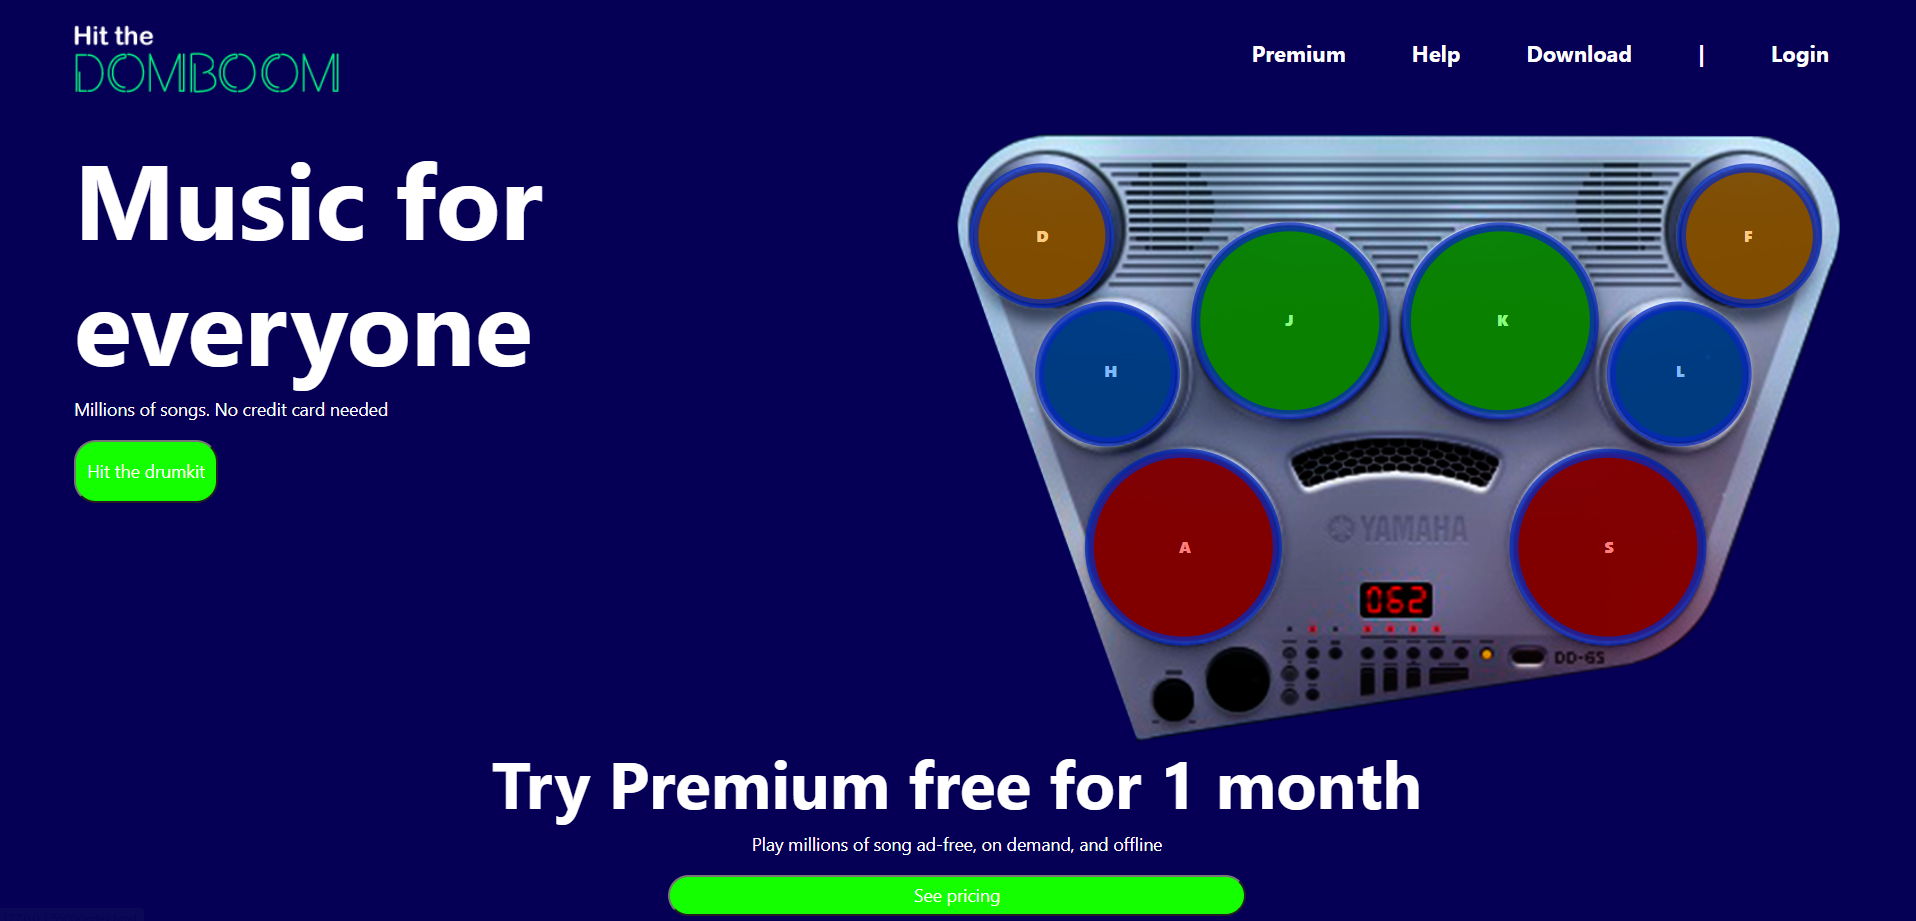 Hit the
DOMBOOM
Premium Help Download | Login
Music for
everyone
Millions of songs. No credit card needed
Hit the drumkit
D
F
J
K
H
L
A
S
YAMAHA
062
DD-65
Try Premium free for 1 month
Play millions of song ad-free, on demand, and offline
See pricing